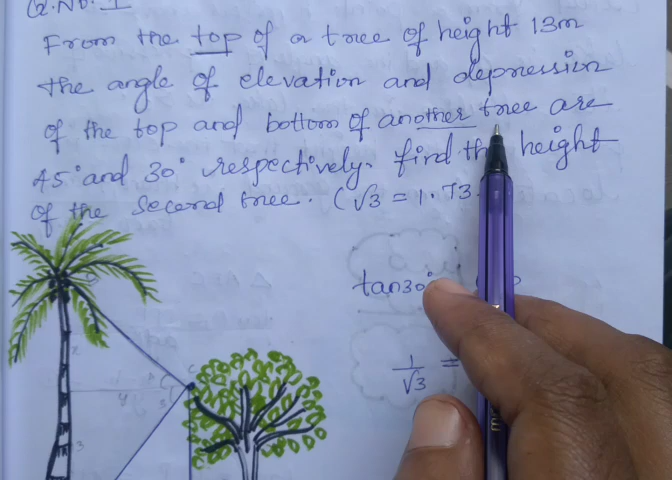 Q.No. 1
From the top of a tree of height 13m
the angle of elevation and depression
of the top and bottom of another tree are
45° and 30° respectively. find the height
of the second tree. (√3 = 1.73
tan30°
1/√3 =
x
y
C
3